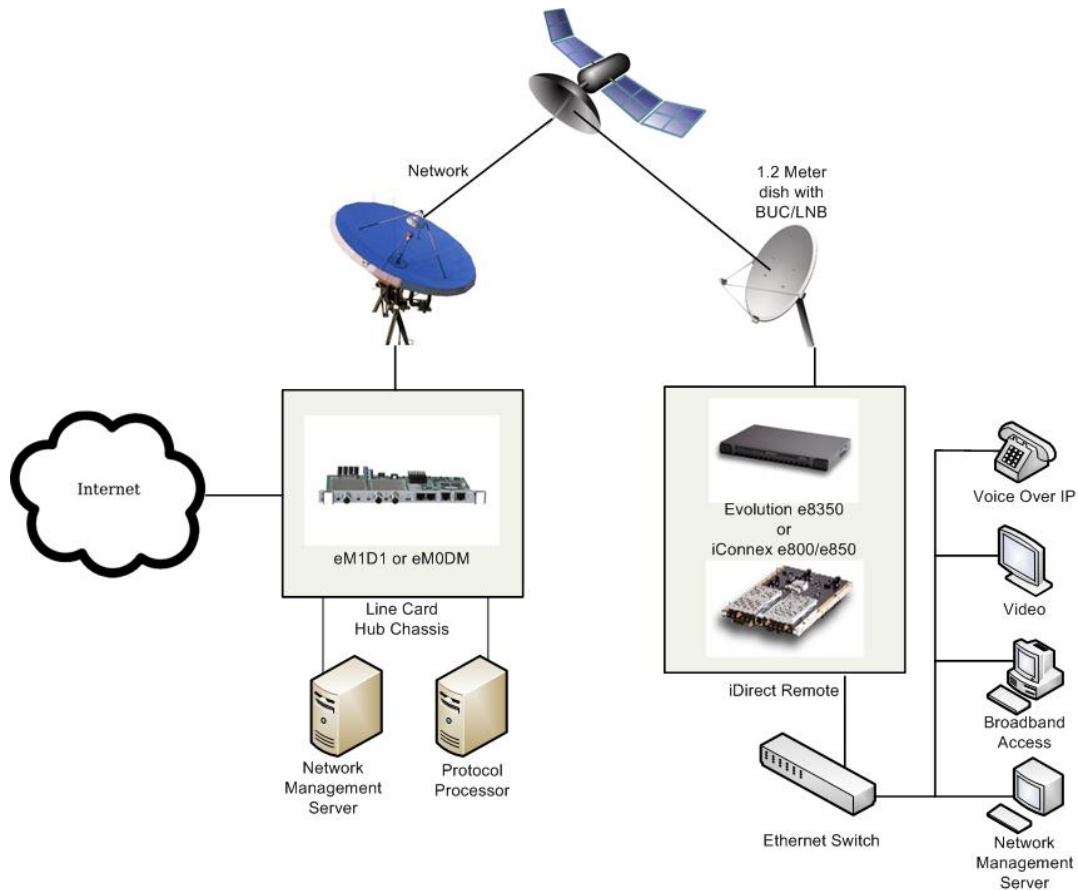 Network
1.2 Meter
dish with
BUC/LNB
Internet
eM1D1 or eM0DM
Line Card
Hub Chassis
Network
Management
Server
Protocol
Processor
Evolution e8350
or
iConnex e800/e850
iDirect Remote
Ethernet Switch
Voice Over IP
Video
Broadband
Access
Network
Management
Server